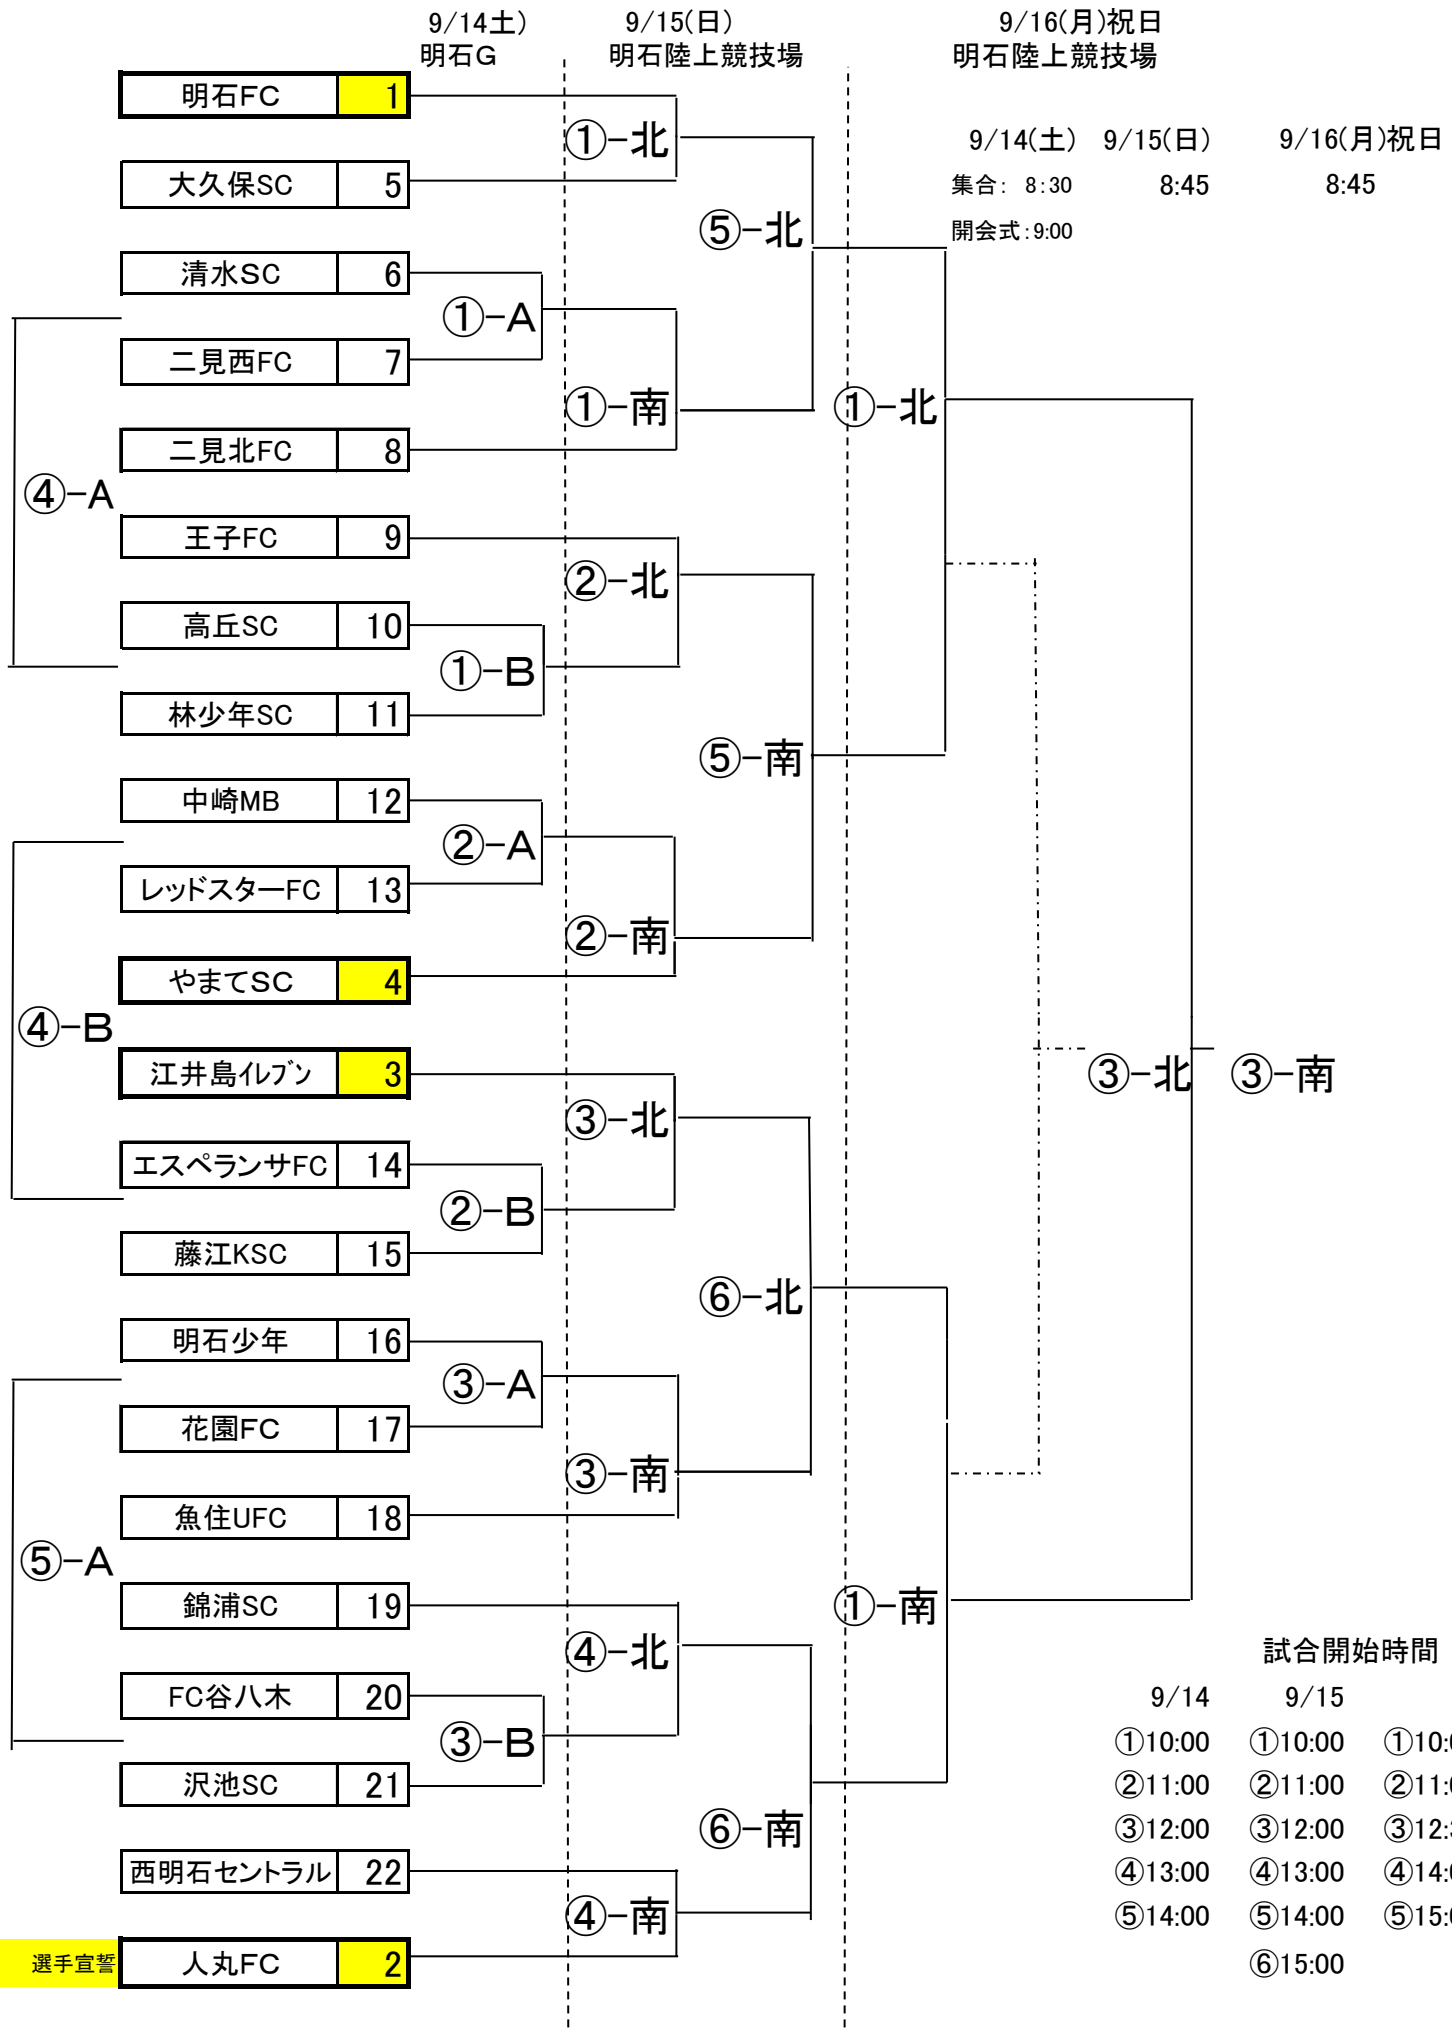 9/14土) 9/15(日) 9/16(月)祝日
明石G 明石陸上競技場 明石陸上競技場
明石FC 1
①-北
9/14(土) 9/15(日) 9/16(月)祝日
大久保SC 5
集合: 8:30 8:45 8:45
⑤-北
開会式:9:00
清水SC 6
①-A
二見西FC 7
①-南
①-北
二見北FC 8
④-A
王子FC 9
②-北
高丘SC 10
①-B
林少年SC 11
⑤-南
中崎MB 12
②-A
レッドスターFC 13
②-南
やまてSC 4
④-B
江井島イレブン 3
③-北 ③-南
③-北
エスペランサFC 14
②-B
藤江KSC 15
⑥-北
明石少年 16
③-A
花園FC 17
③-南
魚住UFC 18
⑤-A
錦浦SC 19
①-南
④-北
試合開始時間
FC谷八木 20
9/14 9/15
③-B
①10:00 ①10:00 ①10:
沢池SC 21
②11:00 ②11:00 ②11:
⑥-南
③12:00 ③12:00 ③12:
西明石セントラル 22
④13:00 ④13:00 ④14:
④-南
⑤14:00 ⑤14:00 ⑤15:
選手宣誓 人丸FC 2
⑥15:00